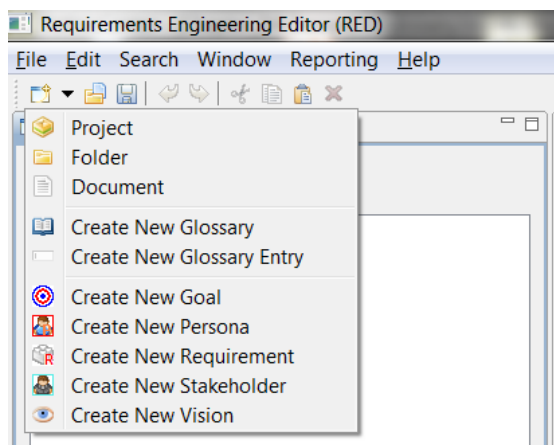 Requirements Engineering Editor (RED)
File Edit Search Window Reporting Help
Project
Folder
Document
Create New Glossary
Create New Glossary Entry
Create New Goal
Create New Persona
Create New Requirement
Create New Stakeholder
Create New Vision